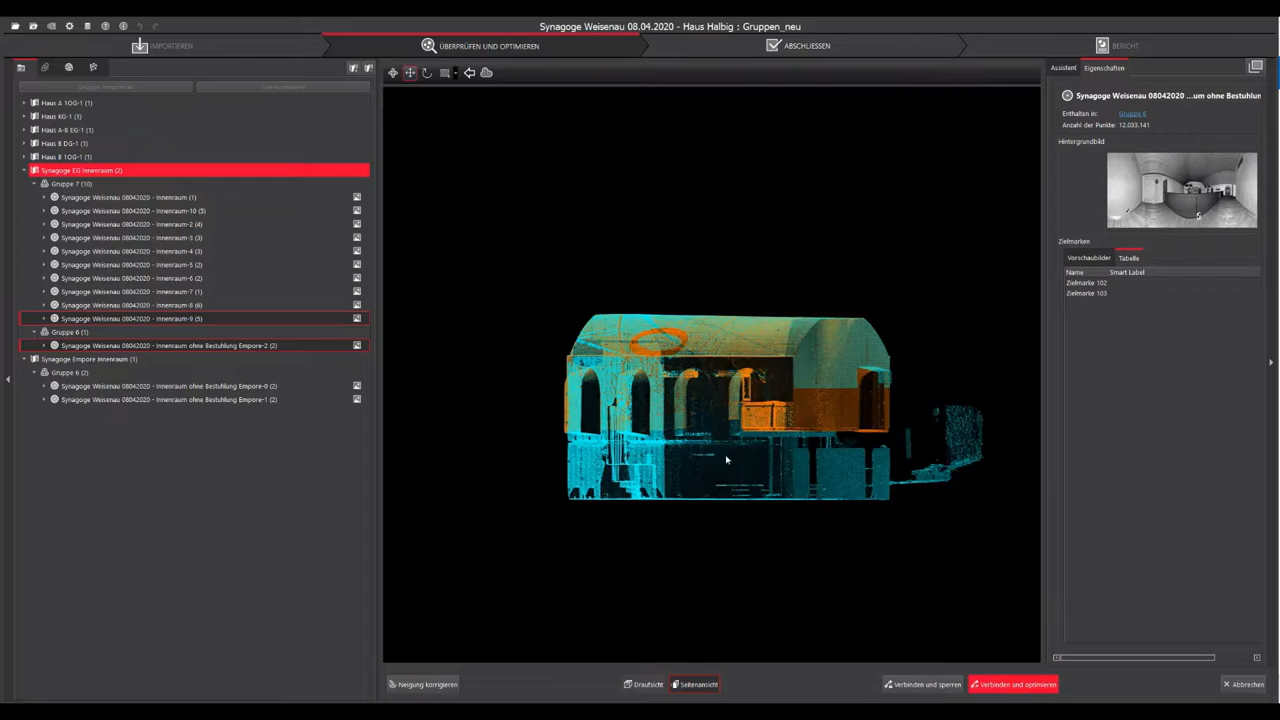 Synagoge Weisenau 08.04.2020 - Haus Halbig : Gruppen_neu
IMPORTIEREN
ÜBERPRÜFEN UND OPTIMIEREN
ABSCHLIESSEN
BERICHT
Assistent
Eigenschaften
Haus A 1OG-1 (1)
Haus KG-1 (1)
Haus A-B EG-1 (1)
Haus B DG-1 (1)
Haus B 1OG-1 (1)
Synagoge EG Innenraum (2)
Gruppe 7 (10)
Synagoge Weisenau 08042020 - Innenraum (1)
Synagoge Weisenau 08042020 - Innenraum-10 (5)
Synagoge Weisenau 08042020 - Innenraum-2 (4)
Synagoge Weisenau 08042020 - Innenraum-3 (3)
Synagoge Weisenau 08042020 - Innenraum-4 (3)
Synagoge Weisenau 08042020 - Innenraum-5 (2)
Synagoge Weisenau 08042020 - Innenraum-6 (2)
Synagoge Weisenau 08042020 - Innenraum-7 (1)
Synagoge Weisenau 08042020 - Innenraum-8 (6)
Synagoge Weisenau 08042020 - Innenraum-9 (5)
Gruppe 6 (1)
Synagoge Weisenau 08042020 - Innenraum ohne Bestuhlung Empore-2 (2)
Synagoge Empore Innenraum (1)
Gruppe 6 (2)
Synagoge Weisenau 08042020 - Innenraum ohne Bestuhlung Empore-0 (2)
Synagoge Weisenau 08042020 - Innenraum ohne Bestuhlung Empore-1 (2)
Synagoge Weisenau 08042020 ...um ohne Bestuhlun
Enthalten in: Gruppe 6
Anzahl der Punkte: 12.033.141
Hintergrundbild
Zielmarken
Vorschaubilder
Tabelle
Name Smart Label
Zielmarke 102
Zielmarke 103
Neigung korrigieren
Draufsicht
Seitenansicht
Verbinden und sperren
Verbinden und optimieren
Abbrechen